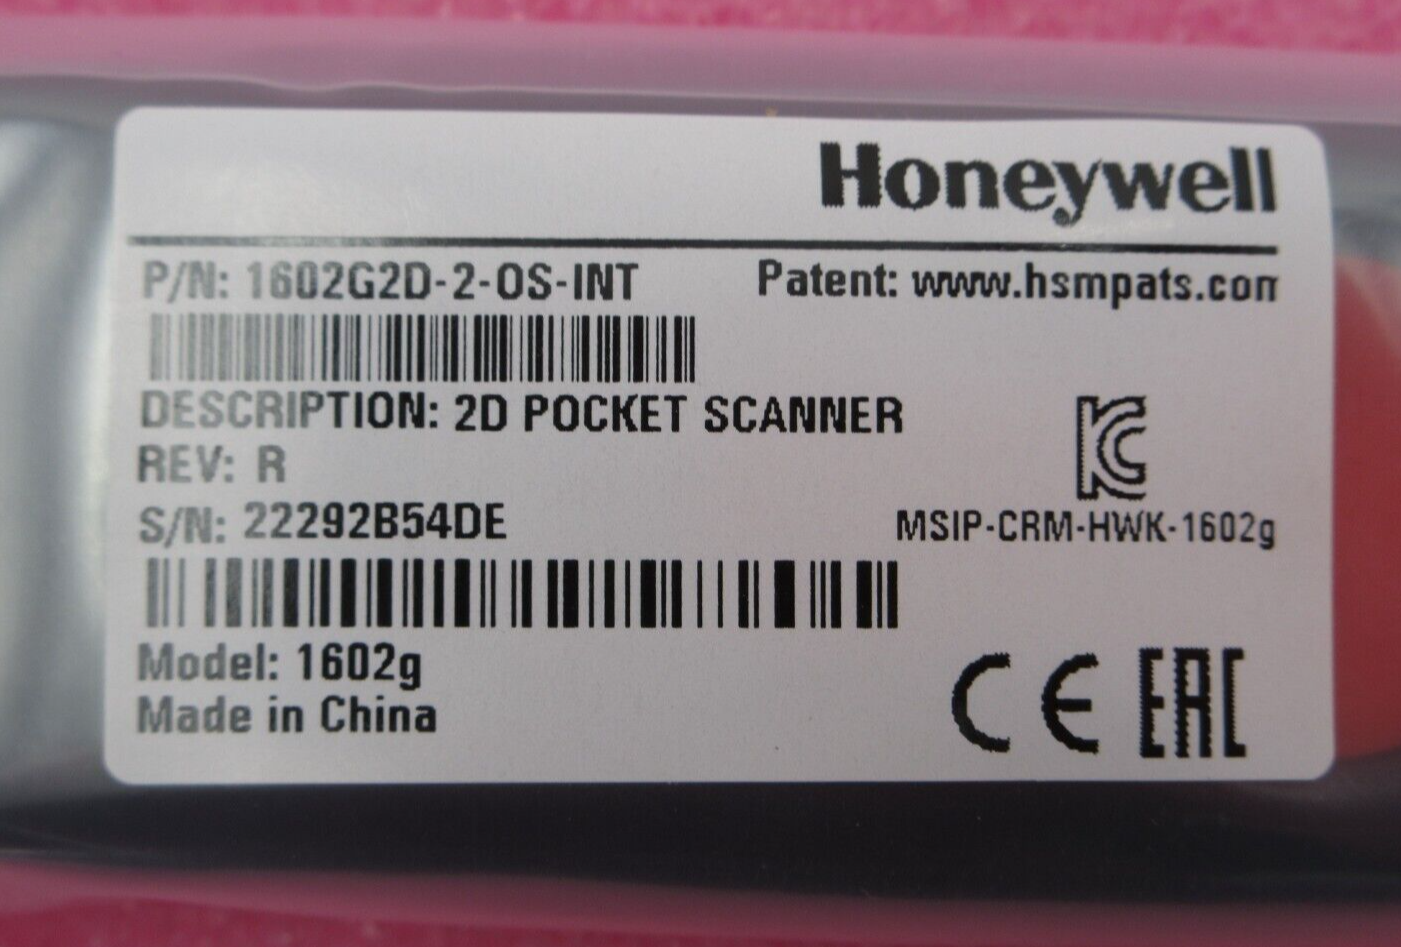 Honeywell
P/N: 1602G2D-2-OS-INT Patent: www.hsmpats.com
DESCRIPTION: 2D POCKET SCANNER
REV: R
S/N: 22292B54DE
MSIP-CRM-HWK-1602g
Model: 1602g
Made in China
CE EAC